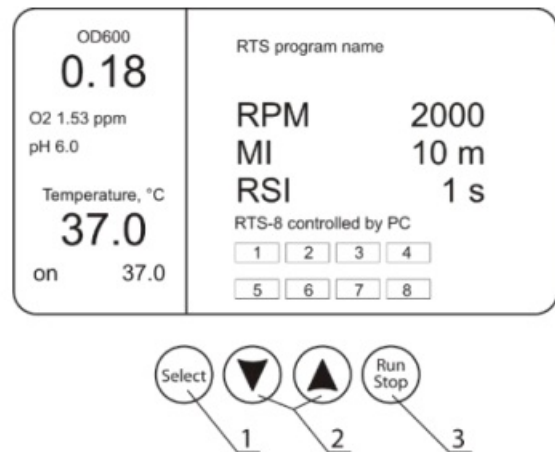 OD600
0.18
O2 1.53 ppm
pH 6.0
Temperature, °C
37.0
on 37.0
RTS program name
RPM 2000
MI 10 m
RSI 1 s
RTS-8 controlled by PC
1 2 3 4
5 6 7 8
Select
Run
Stop
1 2 3